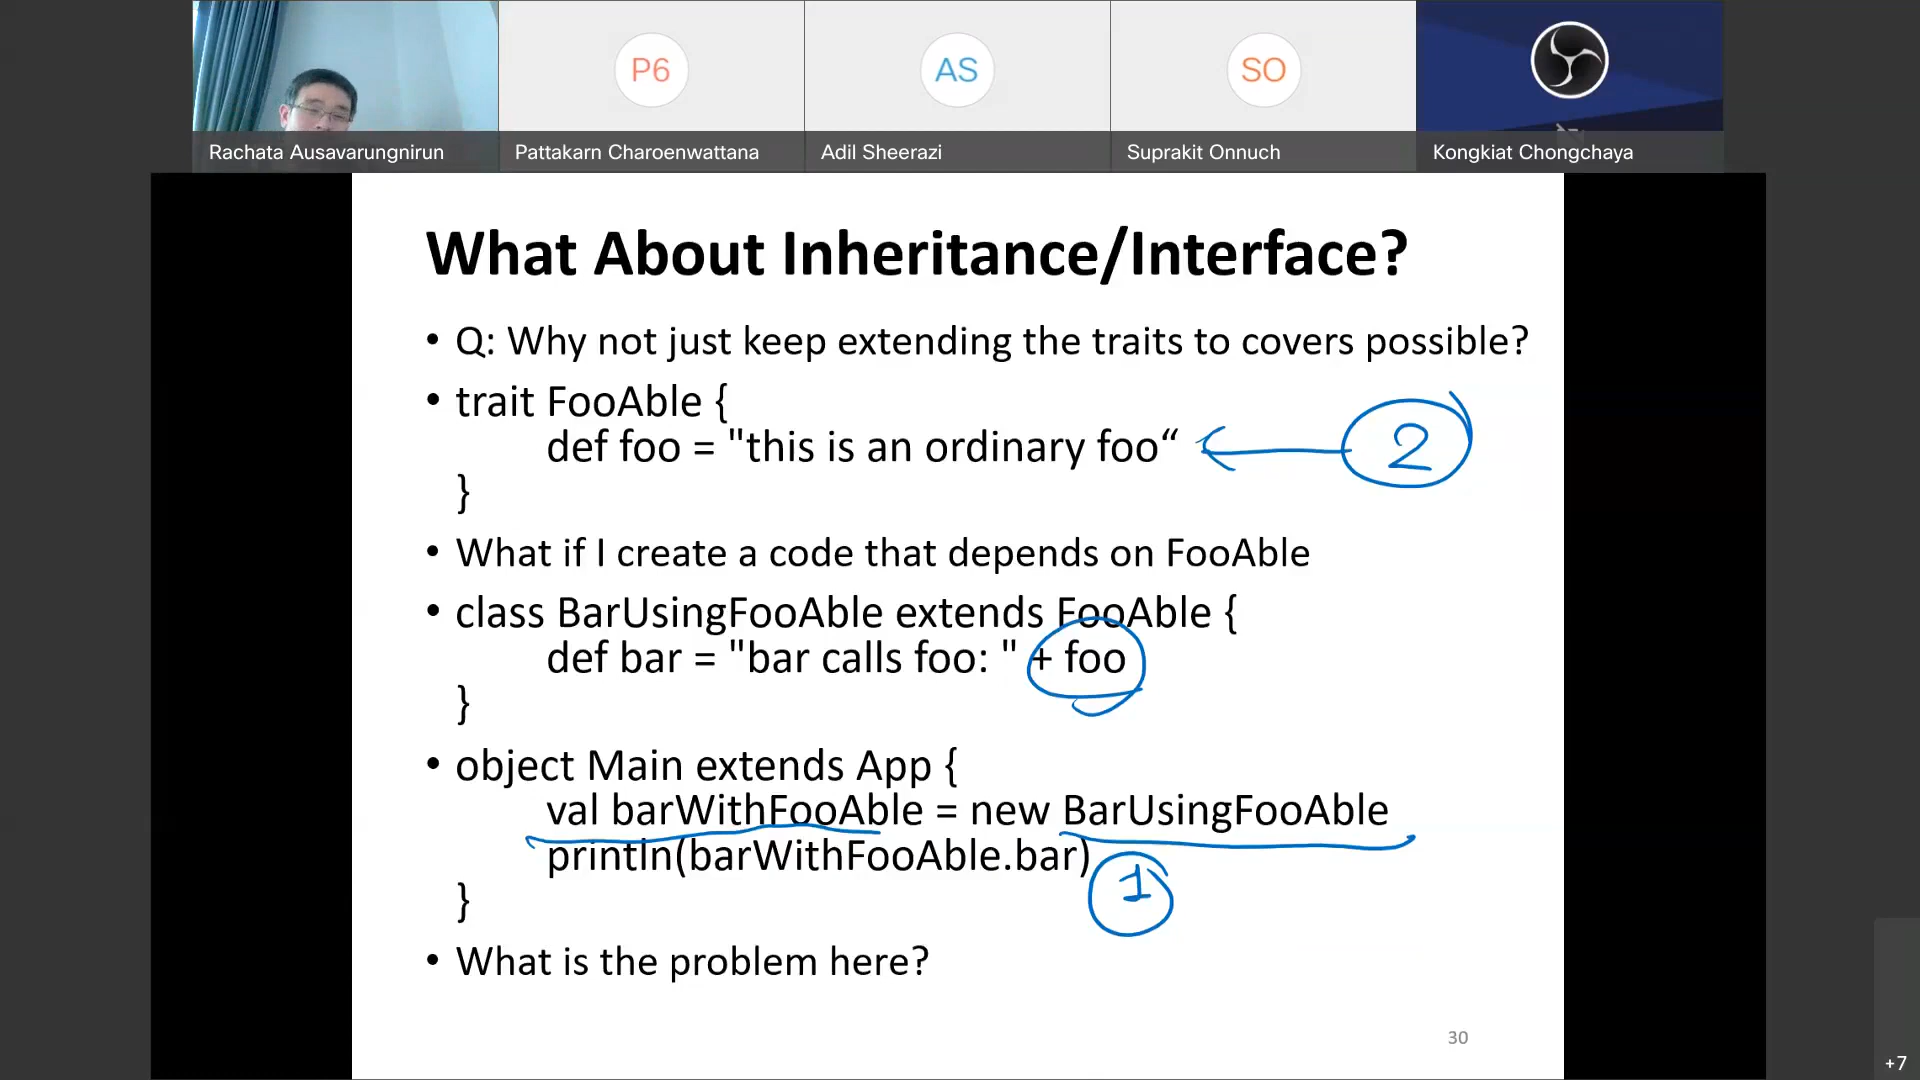 P6
AS
SO
Rachata Ausavarungnirun
Pattakarn Charoenwattana
Adil Sheerazi
Suprakit Onnuch
Kongkiat Chongchaya
What About Inheritance/Interface?
• Q: Why not just keep extending the traits to covers possible?
• trait FooAble {
def foo = "this is an ordinary foo“
2
}
• What if I create a code that depends on FooAble
• class BarUsingFooAble extends FooAble {
def bar = "bar calls foo: " + foo
}
• object Main extends App {
val barWithFooAble = new BarUsingFooAble
println(barWithFooAble.bar)
1
}
• What is the problem here?
30
+7